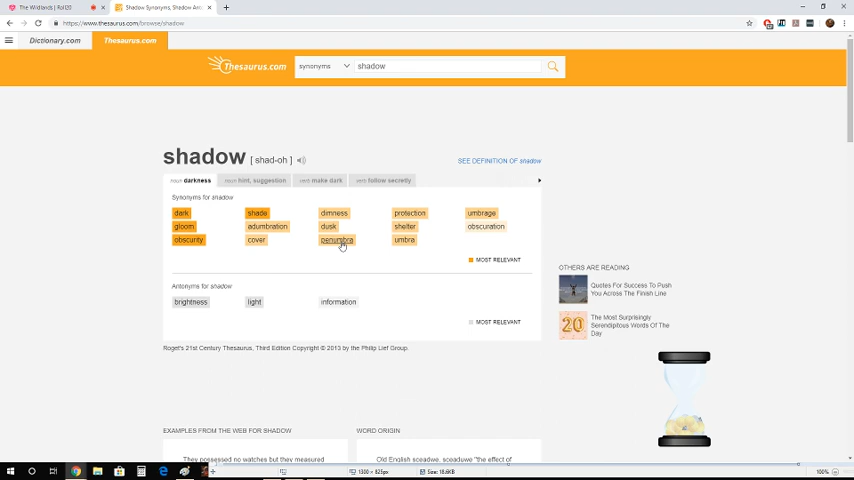 The Wildlands | Roll20
Shadow Synonyms, Shadow Ant
https://www.thesaurus.com/browse/shadow
Dictionary.com
Thesaurus.com
Thesaurus.com
synonyms
shadow
shadow [ shad-oh ]
SEE DEFINITION OF shadow
noun darkness
noun hint, suggestion
verb make dark
verb follow secretly
Synonyms for shadow
dark shade dimness protection umbrage
gloom adumbration dusk shelter obscuration
obscurity cover penumbra umbra
MOST RELEVANT
Antonyms for shadow
brightness light information
MOST RELEVANT
Roget's 21st Century Thesaurus, Third Edition Copyright © 2013 by the Philip Lief Group.
OTHERS ARE READING
Quotes For Success To Push
You Across The Finish Line
20
The Most Surprisingly
Serendipitous Words Of The
Day
EXAMPLES FROM THE WEB FOR SHADOW
WORD ORIGIN
They possessed no watches but they measured
Old English sceadwe, sceaduwe "the effect of
1300 × 825px
Size: 18.6KB
100%